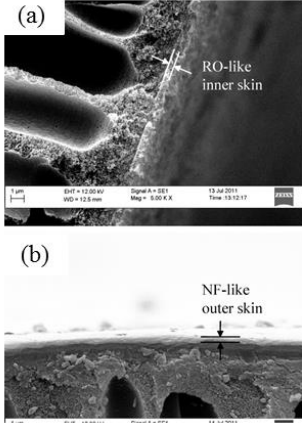 (a)
RO-like
inner skin
1 µm
EHT = 12.00 kV
Signal A = SE1
13 Jul 2011
WD = 12.5 mm
Mag = 5.00 K X
Time :13:12:17
ZEISS
(b)
NF-like
outer skin